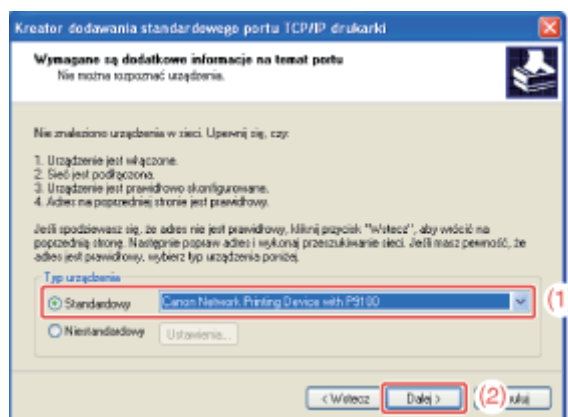 Kreator dodawania standardowego portu TCP/IP drukarki
Wymagane są dodatkowe informacje na temat portu
Nie można rozpoznać urządzenia.
Nie znaleziono urządzenia w sieci. Upewnij się, czy:
1. Urządzenie jest włączone.
2. Sieć jest podłączona.
3. Urządzenie jest prawidłowo skonfigurowane.
4. Adres na poprzedniej stronie jest prawidłowy.
Jeśli spodziewasz się, że adres nie jest prawidłowy, kliknij przycisk "Wstecz", aby wrócić na
poprzednią stronę. Następnie popraw adres i wykonaj przeszukiwanie sieci. Jeśli masz pewność, że
adres jest prawidłowy, wybierz typ urządzenia poniżej.
Typ urządzenia
Standardowy Canon Network Printing Device with P9100 (1
Niestandardowy Ustawienia...
< Wstecz Dalej > (2) uluj